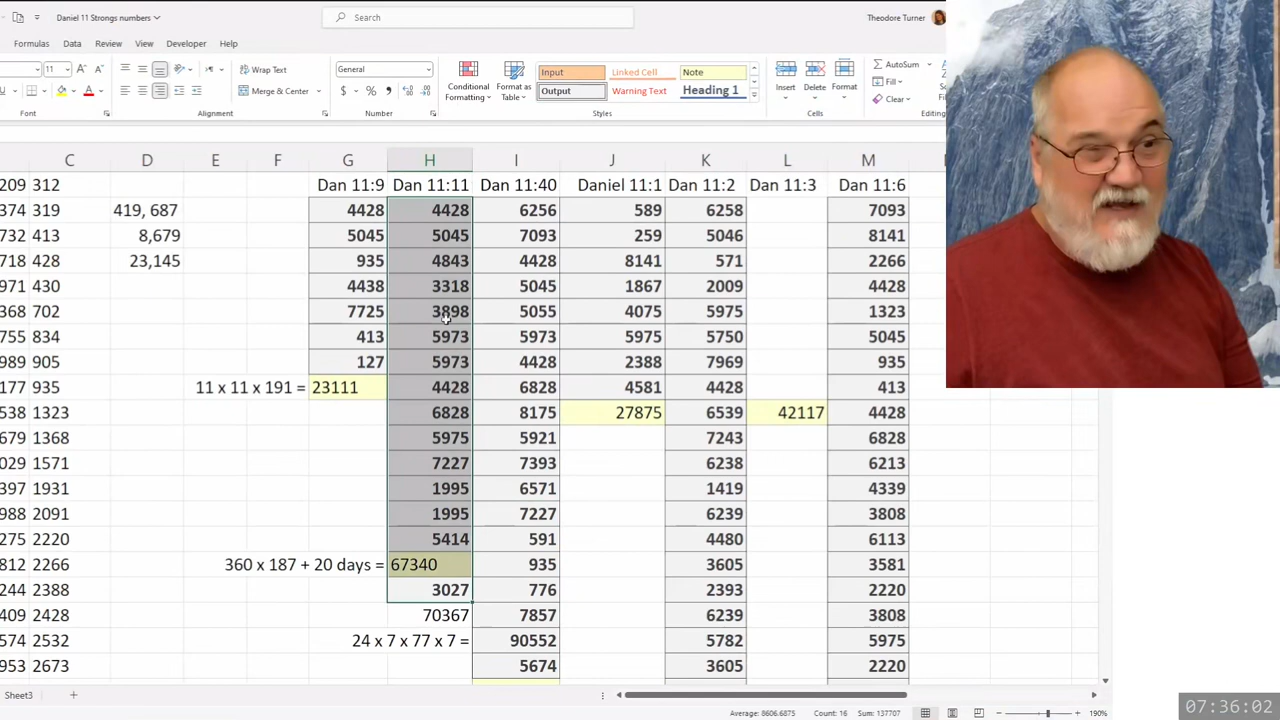 Daniel 11 Strongs numbers
Search
Theodore Turner
Formulas Data Review View Developer Help
11
Wrap Text
General
Input
Linked Cell
Note
AutoSum
Merge & Center
Conditional Formatting
Format as Table
Output
Warning Text
Heading 1
Insert
Delete
Format
Fill
Clear
Font
Alignment
Number
Styles
Cells
Editing
C D E F G H I J K L M
209 312 Dan 11:9 Dan 11:11 Dan 11:40 Daniel 11:1 Dan 11:2 Dan 11:3 Dan 11:6
374 319 419, 687 4428 4428 6256 589 6258 7093
732 413 8,679 5045 5045 7093 259 5046 8141
718 428 23,145 935 4843 4428 8141 571 2266
971 430 4438 3318 5045 1867 2009 4428
368 702 7725 3898 5055 4075 5975 1323
755 834 413 5973 5973 5975 5750 5045
989 905 127 5973 4428 2388 7969 935
177 935 11 x 11 x 191 = 23111 4428 6828 4581 4428 413
538 1323 6828 8175 27875 6539 42117 4428
679 1368 5975 5921 7243 6828
029 1571 7227 7393 6238 6213
397 1931 1995 6571 1419 4339
988 2091 1995 7227 6239 3808
275 2220 5414 591 4480 6113
812 2266 360 x 187 + 20 days = 67340 935 3605 3581
244 2388 3027 776 2393 2220
409 2428 70367 7857 6239 3808
574 2532 24 x 7 x 77 x 7 = 90552 5782 5975
953 2673 5674 3605 2220
Sheet3
Average: 8606.6875 Count: 16 Sum: 137707
190%
07:36:02